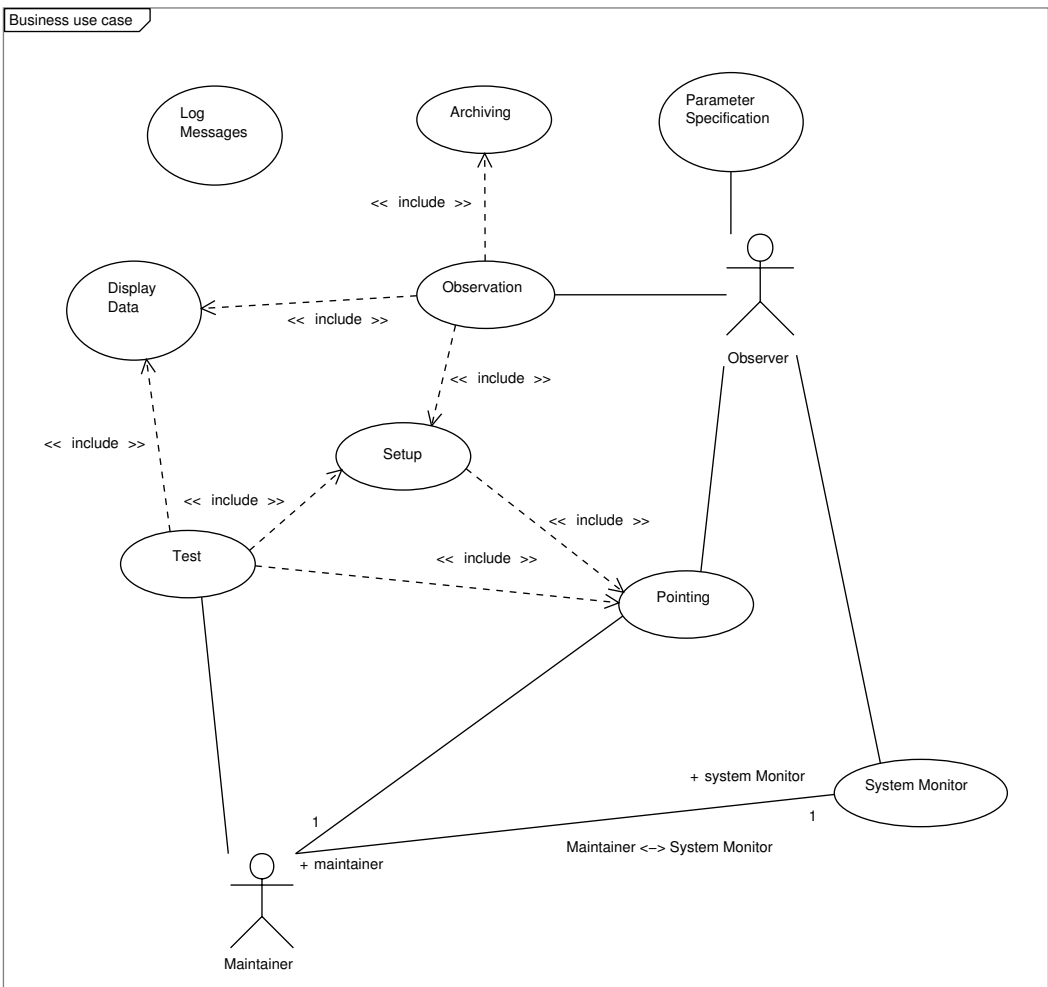 Business use case
Log
Messages
Archiving
Parameter
Specification
<< include >>
Display
Data
Observation
<< include >>
Observer
<< include >>
<< include >>
Setup
<< include >>
<< include >>
<< include >>
Test
Pointing
+ system Monitor
System Monitor
1
1
Maintainer <-> System Monitor
+ maintainer
Maintainer